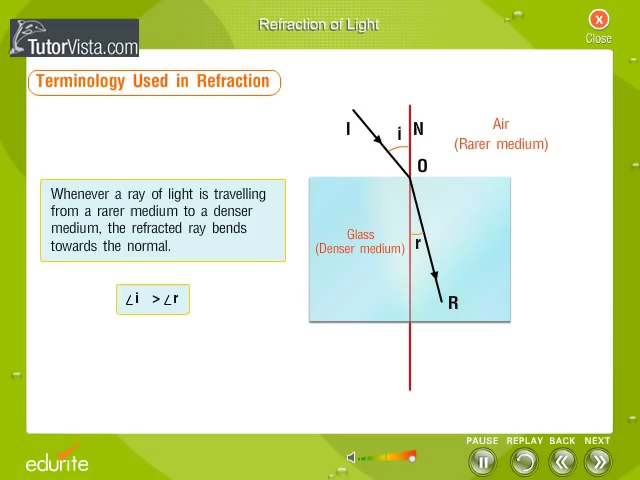 Refraction of Light
x
Close
TutorVista.com
Terminology Used in Refraction
I
i
N
Air
(Rarer medium)
O
Whenever a ray of light is travelling
from a rarer medium to a denser
medium, the refracted ray bends
towards the normal.
Glass
(Denser medium)
r
∠i > ∠r
R
PAUSE REPLAY BACK NEXT
edurite